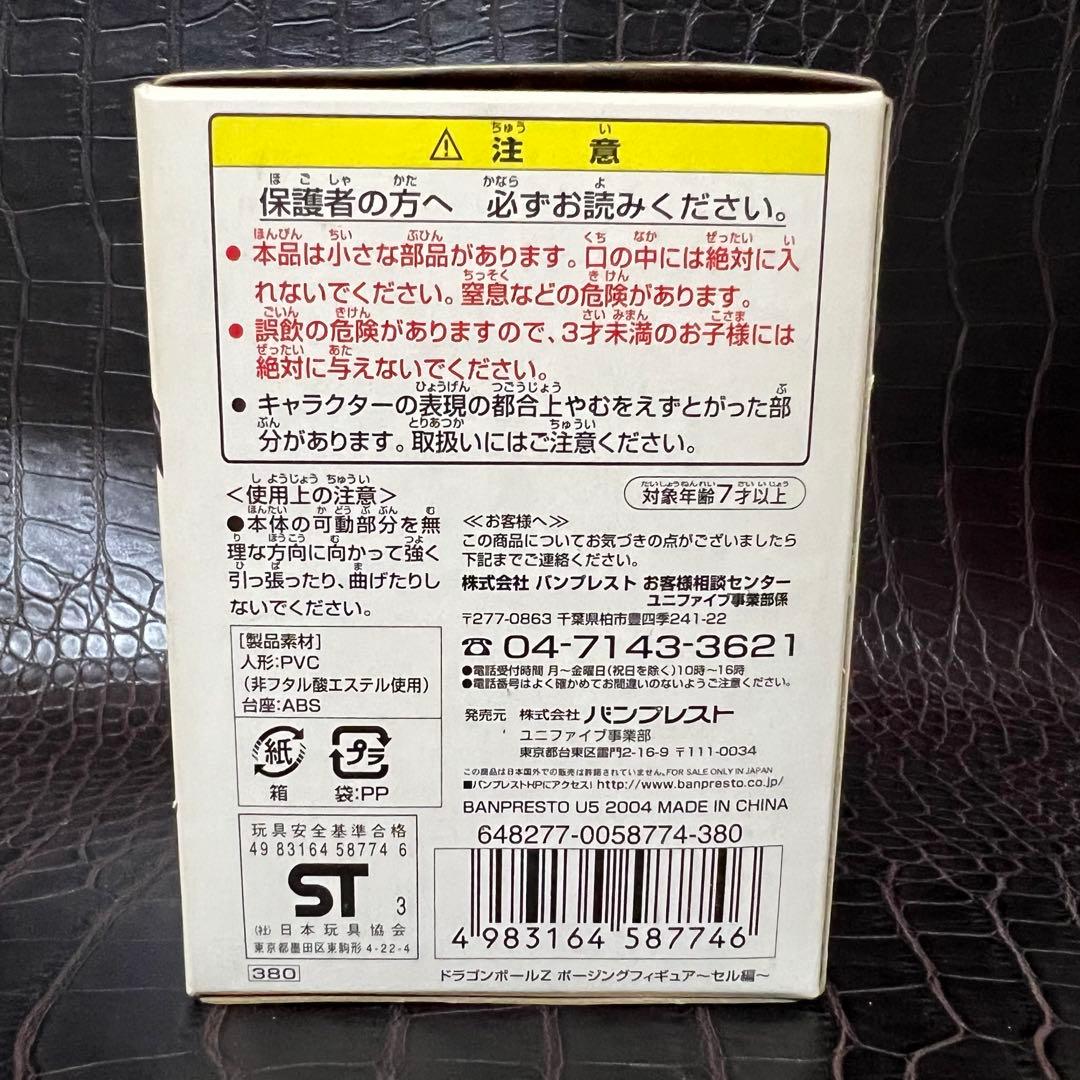 ⚠ 注意
保護者の方へ 必ずお読みください。
● 本品は小さな部品があります。口の中には絶対に入
れないでください。窒息などの危険があります。
● 誤飲の危険がありますので、3才未満のお子様には
絶対に与えないでください。
● キャラクターの表現の都合上やむをえずとがった部
分があります。取扱いにはご注意ください。
対象年齢7才以上
<使用上の注意>
●本体の可動部分を無
理な方向に向かって強く
引っ張ったり、曲げたりし
ないでください。
[製品素材]
人形:PVC
(非フタル酸エステル使用)
台座:ABS
紙
箱
プラ
袋:PP
玩具安全基準合格
49 83164 58774 6
ST 3
(社)日本玩具協会
東京都墨田区東駒形4-22-4
380
≪お客様へ≫
この商品についてお気づきの点がございましたら
下記までご連絡ください。
株式会社 バンプレスト お客様相談センター
ユニファイブ事業部係
〒277-0863 千葉県柏市豊四季241-22
☎ 04-7143-3621
●電話受付時間 月〜金曜日(祝日を除く)10時〜16時
●電話番号はよく確かめてお間違いのないようご注意ください。
発売元 株式会社 バンプレスト
ユニファイブ事業部
東京都台東区雷門2-16-9 〒111-0034
この商品は日本国外での販売は許諾されていません。FOR SALE ONLY IN JAPAN
■バンプレストHPにアクセス! http://www.banpresto.co.jp/
BANPRESTO U5 2004 MADE IN CHINA
648277-0058774-380
4 983164 587746
ドラゴンボールZ ポージングフィギュア〜セル編〜